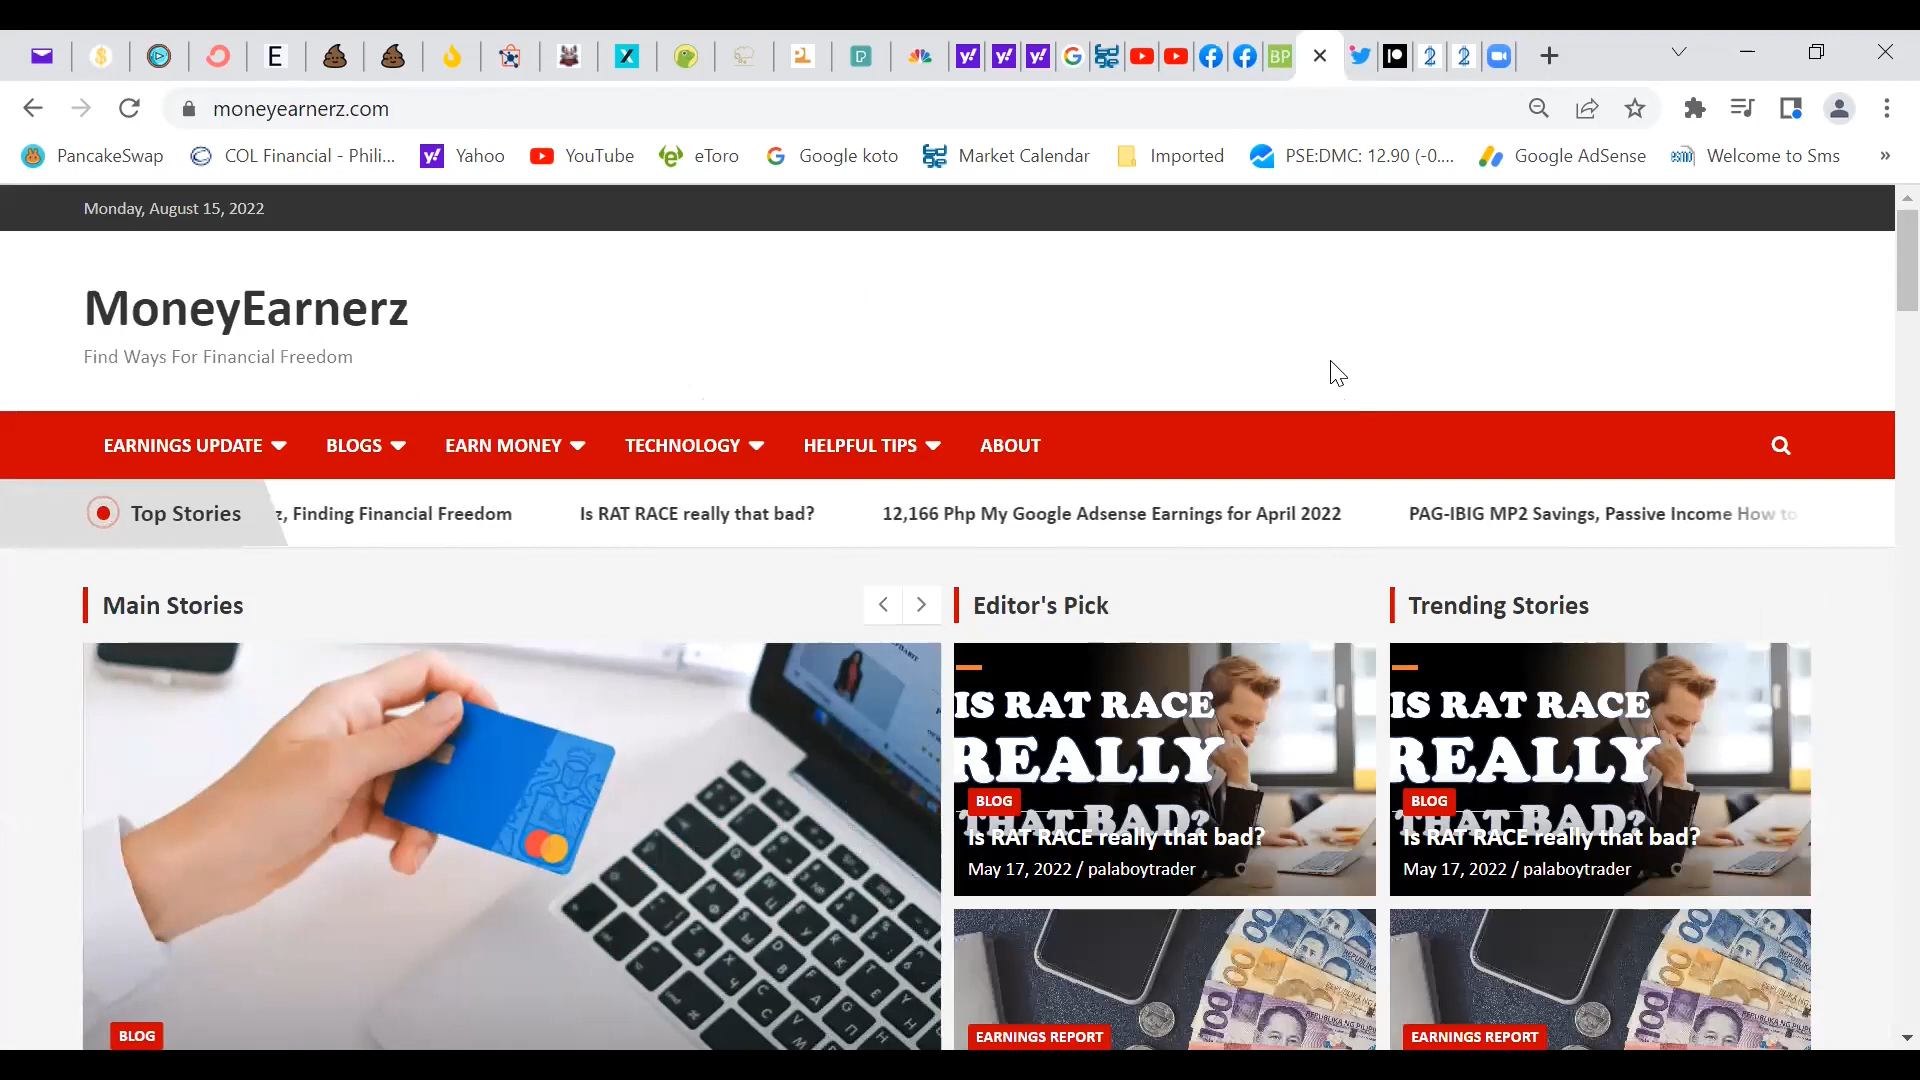 E
BP
moneyearnerz.com
PancakeSwap
COL Financial - Phili...
Yahoo
YouTube
eToro
Google koto
Market Calendar
Imported
PSE:DMC: 12.90 (-0....
Google AdSense
Welcome to Sms
»
Monday, August 15, 2022
MoneyEarnerz
Find Ways For Financial Freedom
EARNINGS UPDATE
BLOGS
EARN MONEY
TECHNOLOGY
HELPFUL TIPS
ABOUT
Top Stories
z, Finding Financial Freedom
Is RAT RACE really that bad?
12,166 Php My Google Adsense Earnings for April 2022
PAG-IBIG MP2 Savings, Passive Income How to
Main Stories
BLOG
Editor's Pick
IS RAT RACE
REALLY
THAT BAD?
BLOG
Is RAT RACE really that bad?
May 17, 2022 / palaboytrader
100
EARNINGS REPORT
Trending Stories
IS RAT RACE
REALLY
THAT BAD?
BLOG
Is RAT RACE really that bad?
May 17, 2022 / palaboytrader
100
EARNINGS REPORT